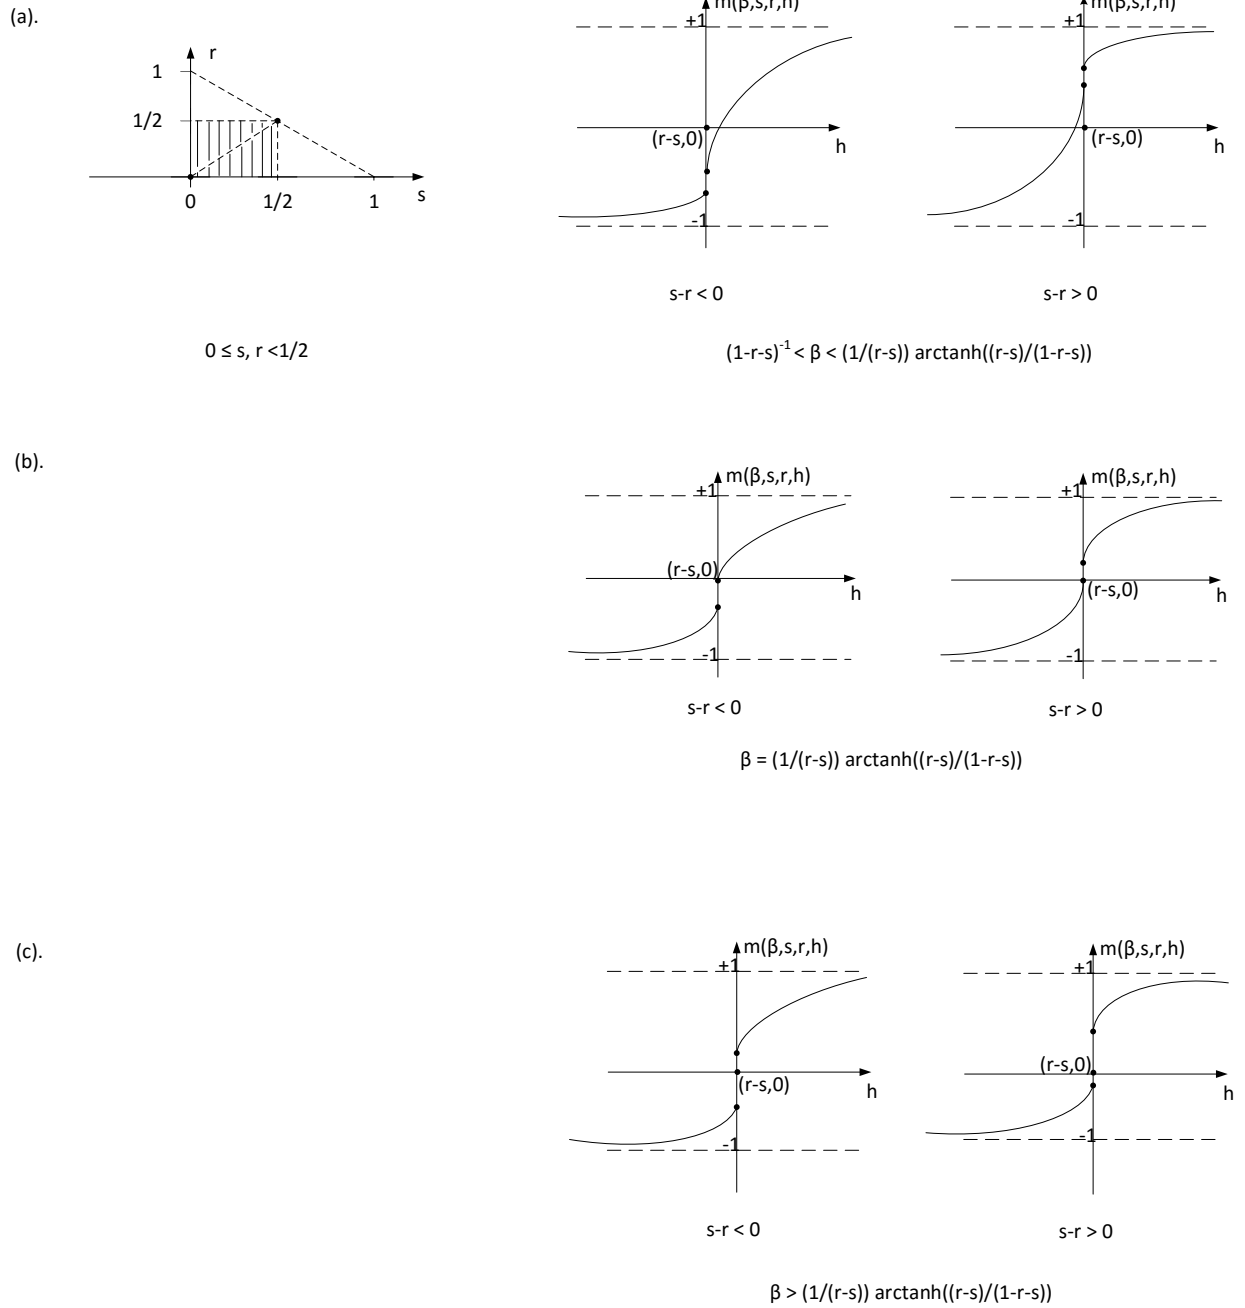 (a).
r
1
1/2
0
1/2
1
s
0 ≤ s, r <1/2
m(β,s,r,h)
+1
(r-s,0)
h
-1
s-r < 0
m(β,s,r,h)
+1
(r-s,0)
h
-1
s-r > 0
(1-r-s)⁻¹ < β < (1/(r-s)) arctanh((r-s)/(1-r-s))
(b).
m(β,s,r,h)
+1
(r-s,0)
h
-1
s-r < 0
m(β,s,r,h)
+1
(r-s,0)
h
-1
s-r > 0
β = (1/(r-s)) arctanh((r-s)/(1-r-s))
(c).
m(β,s,r,h)
+1
(r-s,0)
h
-1
s-r < 0
m(β,s,r,h)
+1
(r-s,0)
h
-1
s-r > 0
β > (1/(r-s)) arctanh((r-s)/(1-r-s))